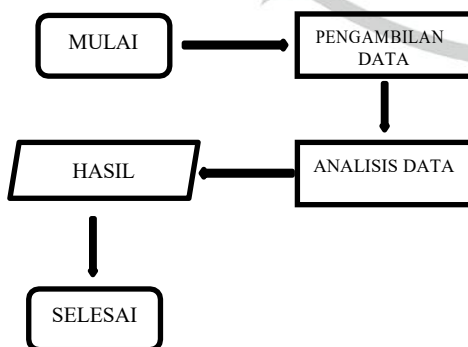 MULAI
PENGAMBILAN
DATA
ANALISIS DATA
HASIL
SELESAI